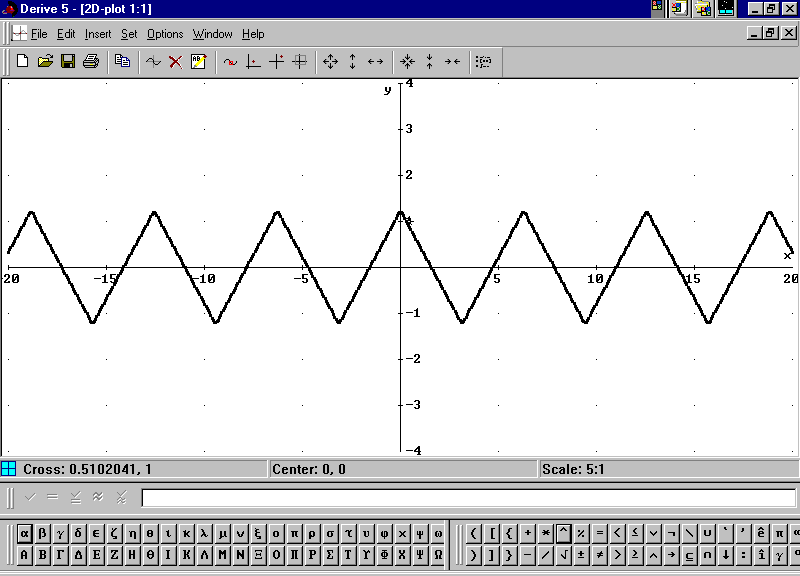 Derive 5 - [2D-plot 1:1]
File Edit Insert Set Options Window Help
y
4
3
2
1
x
-20 -15 -10 -5 5 10 15 20
-1
-2
-3
-4
Cross: 0.5102041, 1 Center: 0, 0 Scale: 5:1
α β γ δ ϵ ζ η θ ι κ λ μ ν ξ ο π ρ σ τ υ φ χ ψ ω ( [ { + * ^ % = < ≤ ∨ ¬ \ ∪ ` ′ ê π ∞
Α Β Γ Δ Ε Ζ Η Θ Ι Κ Λ Μ Ν Ξ Ο Π Ρ Σ Τ Υ Φ Χ Ψ Ω ) ] } - / √ ± ≠ > ≥ ∧ → ⊆ ∩ ↓ : î γ °